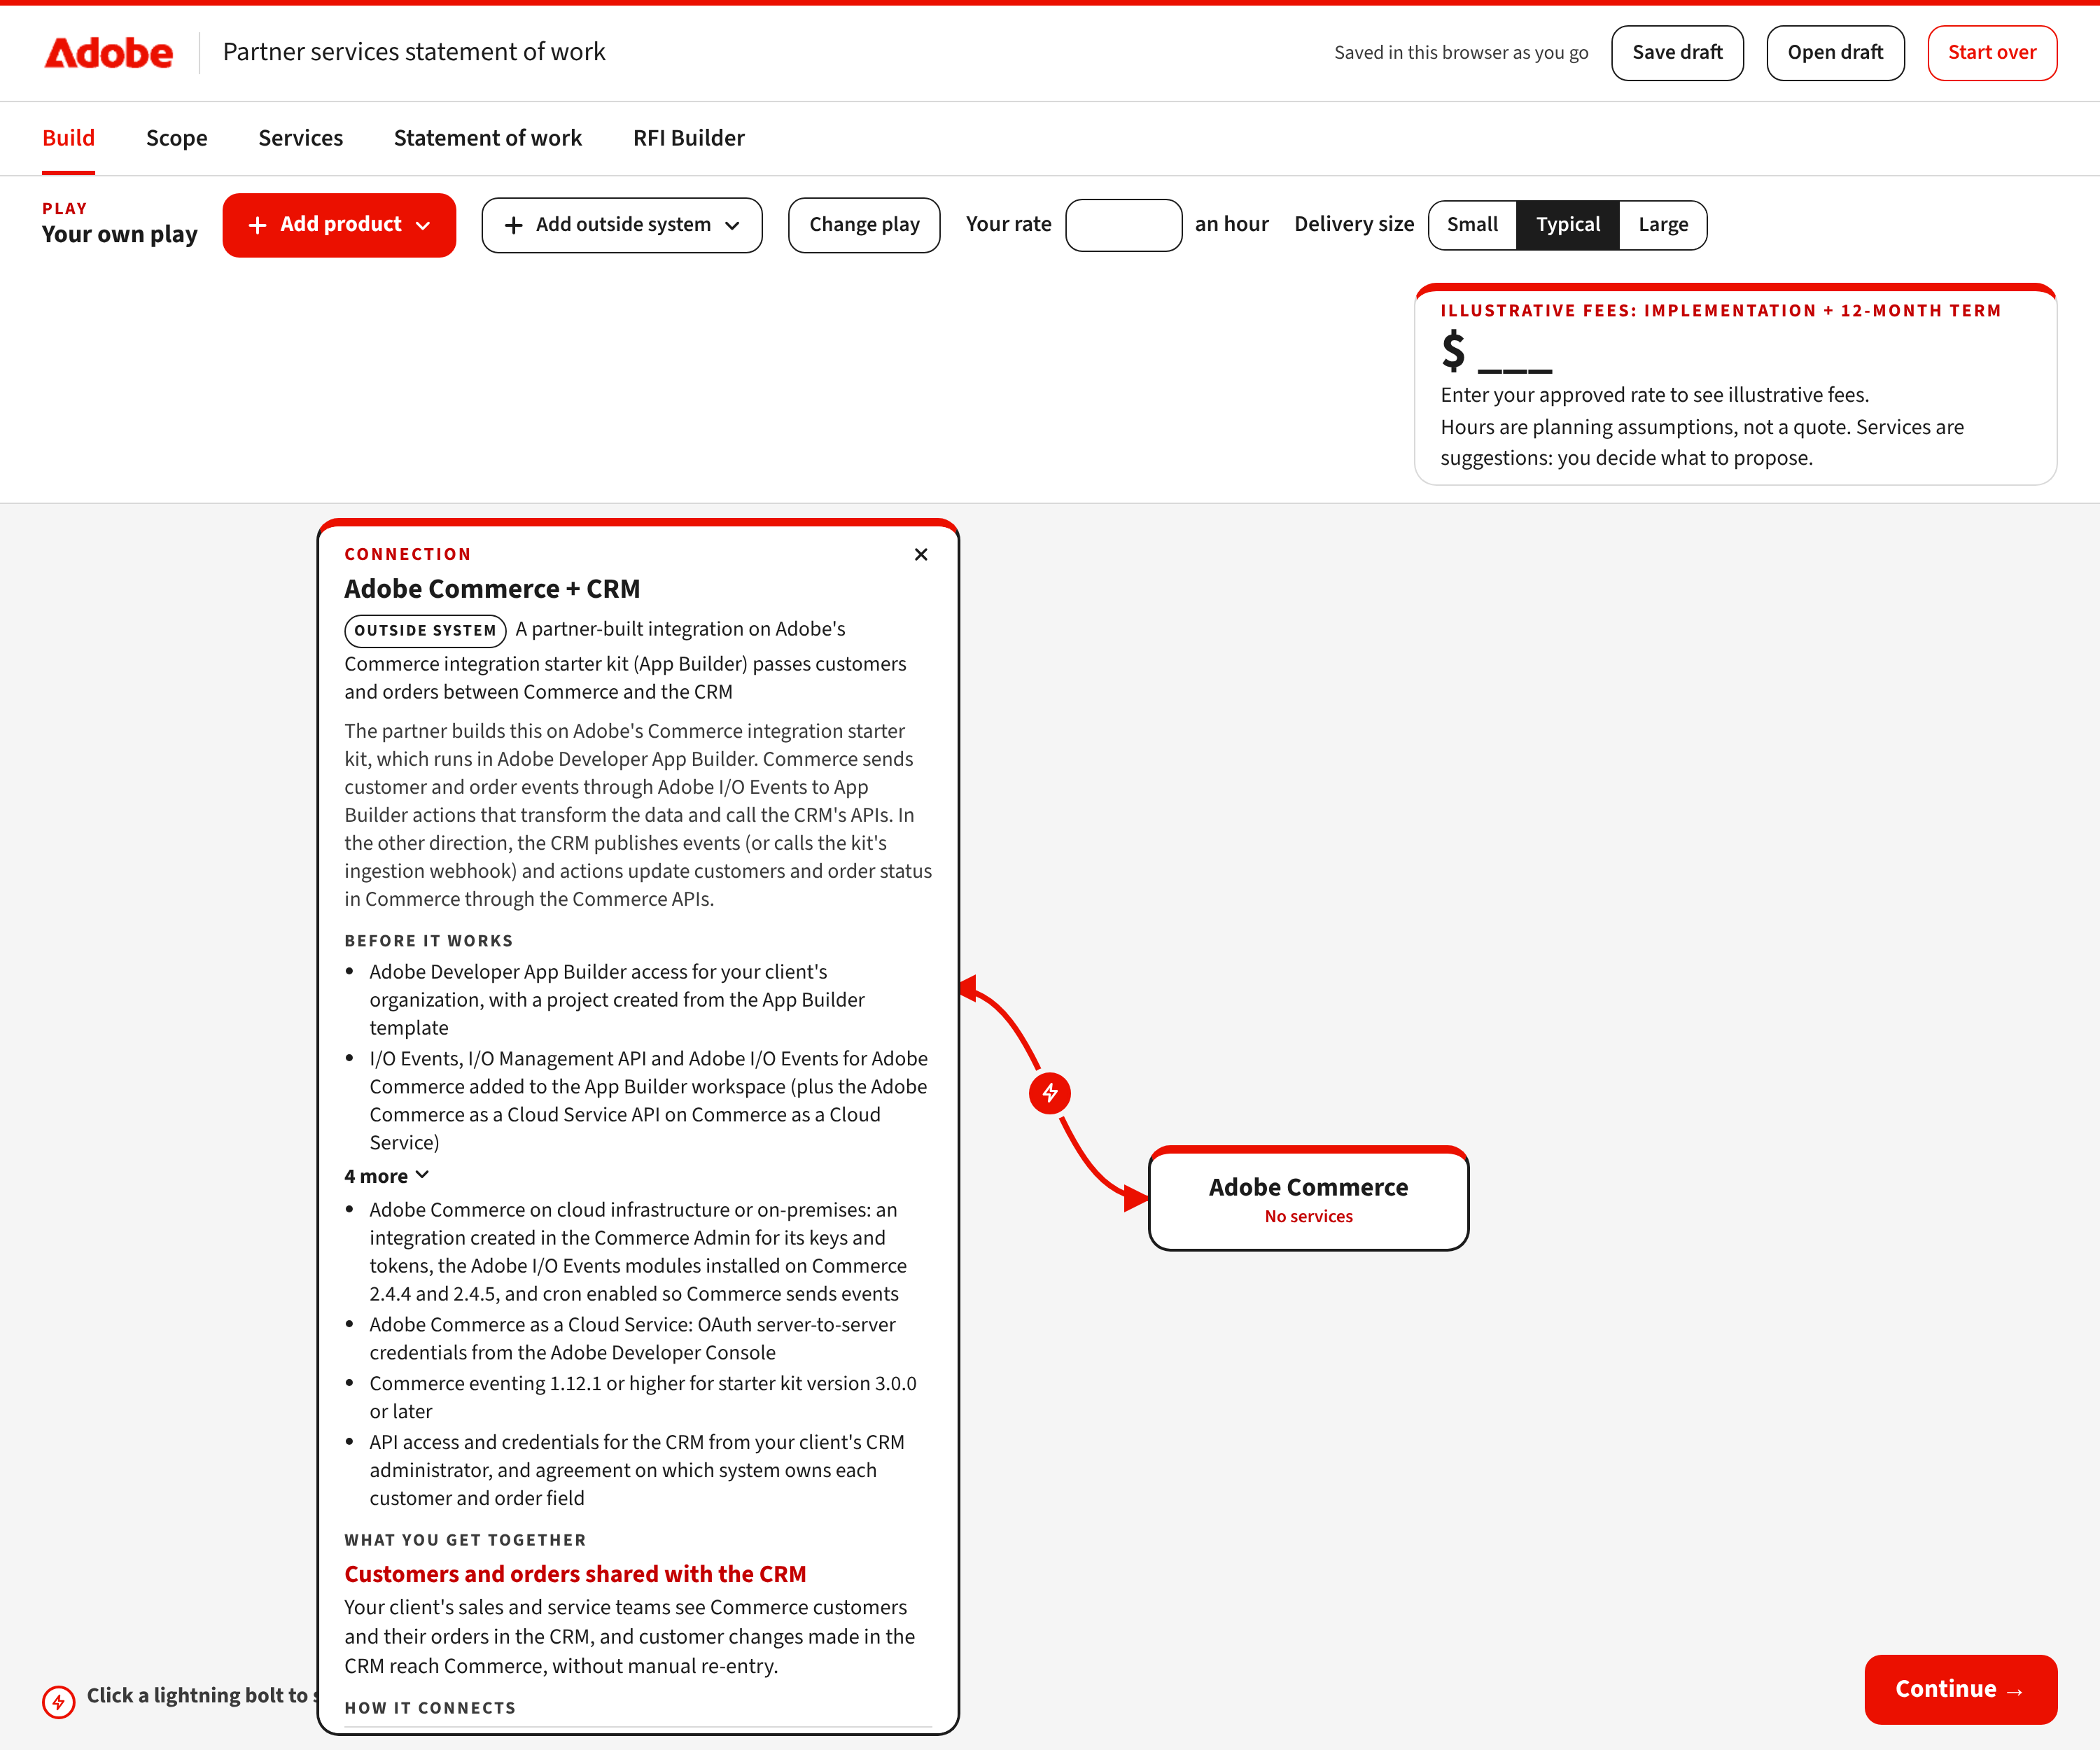 Adobe
Partner services statement of work
Saved in this browser as you go
Save draft
Open draft
Start over
Build
Scope
Services
Statement of work
RFI Builder
PLAY
Your own play
+ Add product
+ Add outside system
Change play
Your rate
an hour
Delivery size
Small
Typical
Large
ILLUSTRATIVE FEES: IMPLEMENTATION + 12-MONTH TERM
$ ___
Enter your approved rate to see illustrative fees.
Hours are planning assumptions, not a quote. Services are
suggestions: you decide what to propose.
CONNECTION
Adobe Commerce + CRM
OUTSIDE SYSTEM A partner-built integration on Adobe's
Commerce integration starter kit (App Builder) passes customers
and orders between Commerce and the CRM
The partner builds this on Adobe's Commerce integration starter
kit, which runs in Adobe Developer App Builder. Commerce sends
customer and order events through Adobe I/O Events to App
Builder actions that transform the data and call the CRM's APIs. In
the other direction, the CRM publishes events (or calls the kit's
ingestion webhook) and actions update customers and order status
in Commerce through the Commerce APIs.
BEFORE IT WORKS
• Adobe Developer App Builder access for your client's
organization, with a project created from the App Builder
template
• I/O Events, I/O Management API and Adobe I/O Events for Adobe
Commerce added to the App Builder workspace (plus the Adobe
Commerce as a Cloud Service API on Commerce as a Cloud
Service)
4 more
• Adobe Commerce on cloud infrastructure or on-premises: an
integration created in the Commerce Admin for its keys and
tokens, the Adobe I/O Events modules installed on Commerce
2.4.4 and 2.4.5, and cron enabled so Commerce sends events
• Adobe Commerce as a Cloud Service: OAuth server-to-server
credentials from the Adobe Developer Console
• Commerce eventing 1.12.1 or higher for starter kit version 3.0.0
or later
• API access and credentials for the CRM from your client's CRM
administrator, and agreement on which system owns each
customer and order field
WHAT YOU GET TOGETHER
Customers and orders shared with the CRM
Your client's sales and service teams see Commerce customers
and their orders in the CRM, and customer changes made in the
CRM reach Commerce, without manual re-entry.
HOW IT CONNECTS
Adobe Commerce
No services
Click a lightning bolt to
Continue →